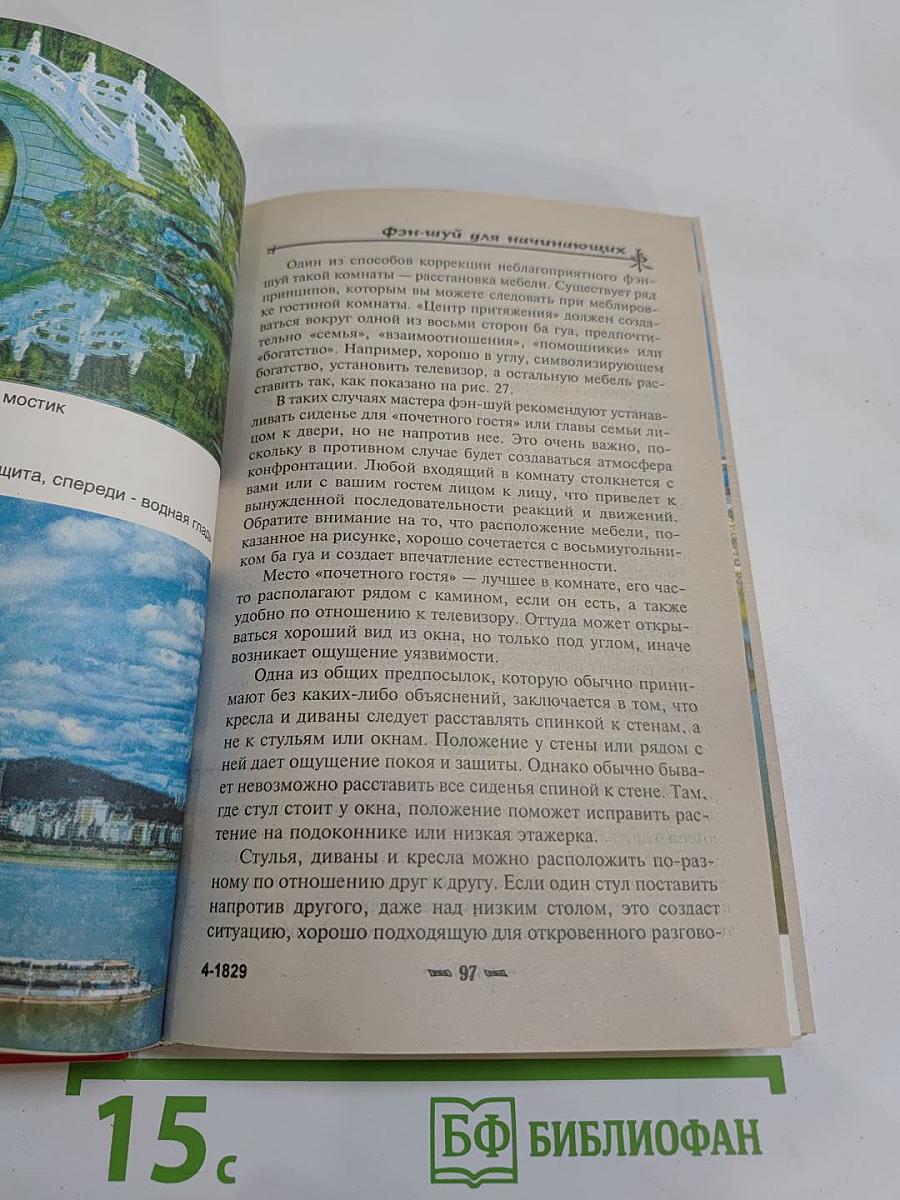 мостик
щита, спереди - водная гладь
фэн-шуй для начинающих
Один из способов коррекции неблагоприятного фэн-
шуй такой комнаты — расстановка мебели. Существует ряд
принципов, которым вы можете следовать при меблиров-
ке гостиной комнаты. «Центр притяжения» должен созда-
ваться вокруг одной из восьми сторон ба гуа, предпочти-
тельно «семья», «взаимоотношения», «помощники» или
«богатство». Например, хорошо в углу, символизирующем
богатство, установить телевизор, а остальную мебель рас-
ставить так, как показано на рис. 27.
В таких случаях мастера фэн-шуй рекомендуют устанав-
ливать сиденье для «почетного гостя» или главы семьи ли-
цом к двери, но не напротив нее. Это очень важно, по-
скольку в противном случае будет создаваться атмосфера
конфронтации. Любой входящий в комнату столкнется с
вами или с вашим гостем лицом к лицу, что приведет к
вынужденной последовательности реакций и движений.
Обратите внимание на то, что расположение мебели, по-
казанное на рисунке, хорошо сочетается с восьмиугольни-
ком ба гуа и создает впечатление естественности.
Место «почетного гостя» — лучшее в комнате, его час-
то располагают рядом с камином, если он есть, а также
удобно по отношению к телевизору. Оттуда может откры-
ваться хороший вид из окна, но только под углом, иначе
возникает ощущение уязвимости.
Одна из общих предпосылок, которую обычно прини-
мают без каких-либо объяснений, заключается в том, что
кресла и диваны следует расставлять спинкой к стенам, а
не к стульям или окнам. Положение у стены или рядом с
ней дает ощущение покоя и защиты. Однако обычно быва-
ет невозможно расставить все сиденья спиной к стене. Там,
где стул стоит у окна, положение поможет исправить рас-
тение на подоконнике или низкая этажерка.
Стулья, диваны и кресла можно расположить по-раз-
ному по отношению друг к другу. Если один стул поставить
напротив другого, даже над низким столом, это создаст
ситуацию, хорошо подходящую для откровенного разгово-
4-1829
97
15 с
БФ БИБЛИОФАН